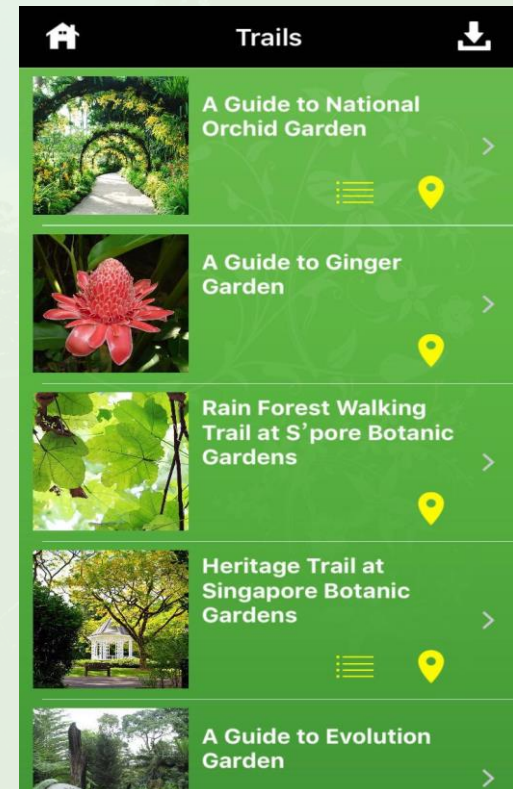 Trails
A Guide to National
Orchid Garden
A Guide to Ginger
Garden
Rain Forest Walking
Trail at S’pore Botanic
Gardens
Heritage Trail at
Singapore Botanic
Gardens
A Guide to Evolution
Garden